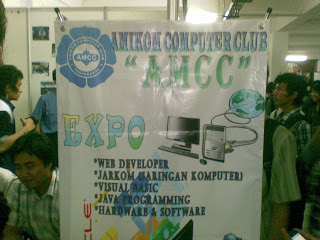 AMIKOM COMPUTER CLUB
"AMCC"
AMCC
EXPO
*WEB DEVELOPER
*JARKOM (JARINGAN KOMPUTER)
*VISUAL BASIC
*JAVA PROGRAMMING
*HARDWARE & SOFTWARE